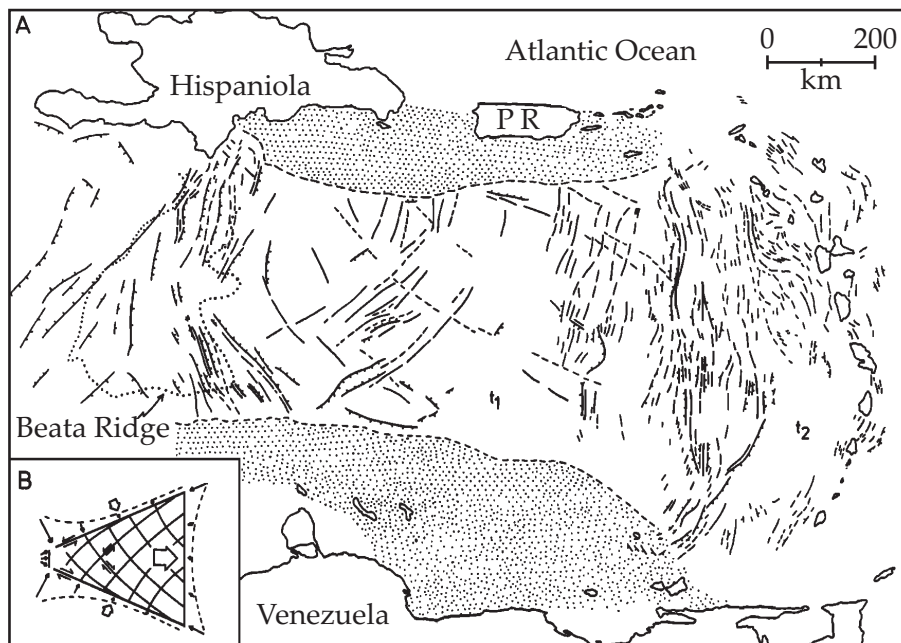 A
Atlantic Ocean
0 200
km
Hispaniola
P R
t1
Beata Ridge
t2
B
Venezuela